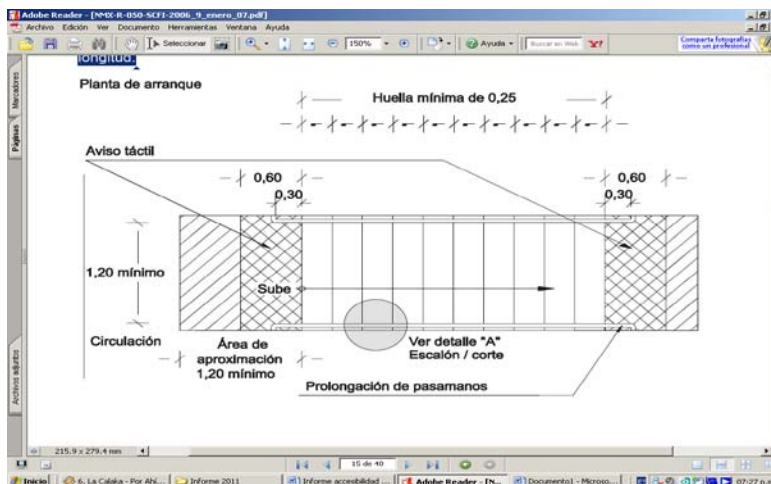 Adobe Reader - [NMX-R-050-SCFI-2006_9_enero_07.pdf]
Archivo Edición Ver Documento Herramientas Ventana Ayuda
Seleccionar 150% Ayuda Buscar en Web Y! Comparta fotografías
como un profesional
Marcadores
Páginas
Archivos adjuntos
longitud.
Planta de arranque
Huella mínima de 0,25
Aviso táctil
0,60 0,60
0,30 0,30
1,20 mínimo
Sube
Circulación
Área de
aproximación
1,20 mínimo
Ver detalle "A"
Escalón / corte
Prolongación de pasamanos
215.9 x 279.4 mm
15 de 40
Inicio 6. La Calaka - Por Ahí... Informe 2011 Informe accesibilidad ... Adobe Reader - [N... Documento1 - Microso... 07:27 p.m.